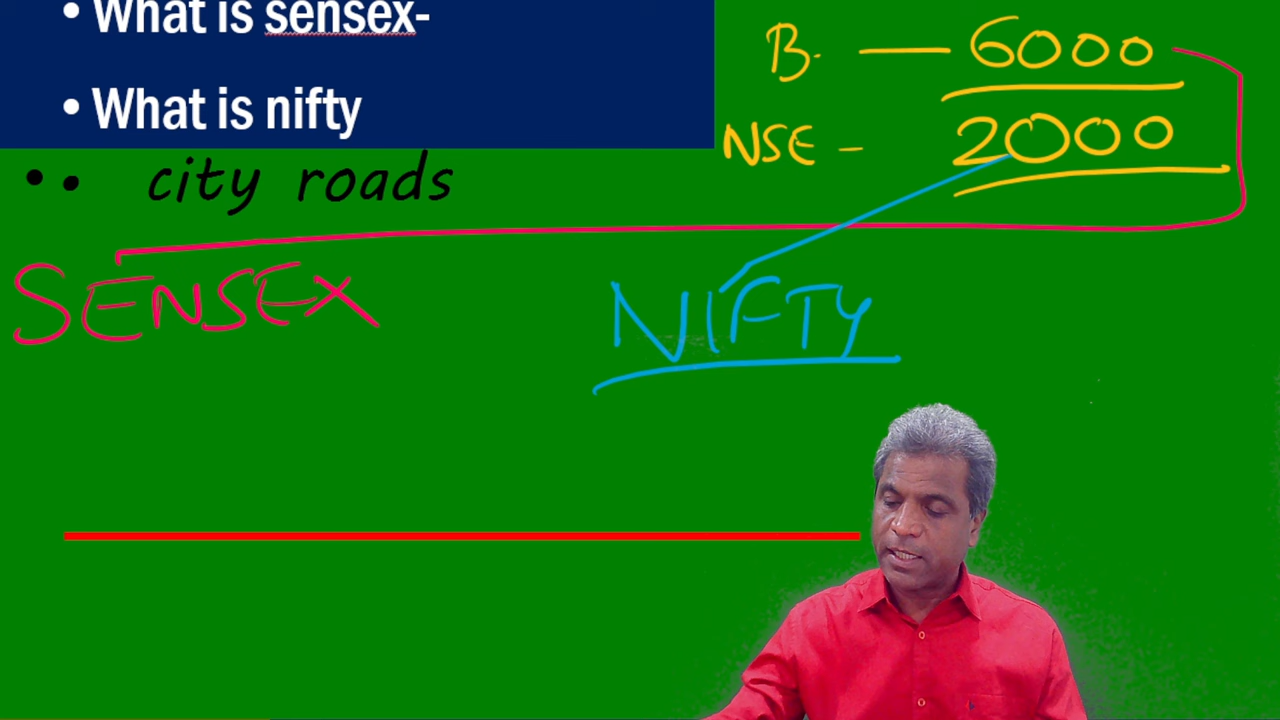 • What is sensex-
• What is nifty
• • city roads
B. — 6000
NSE - 2000
SENSEX
NIFTY